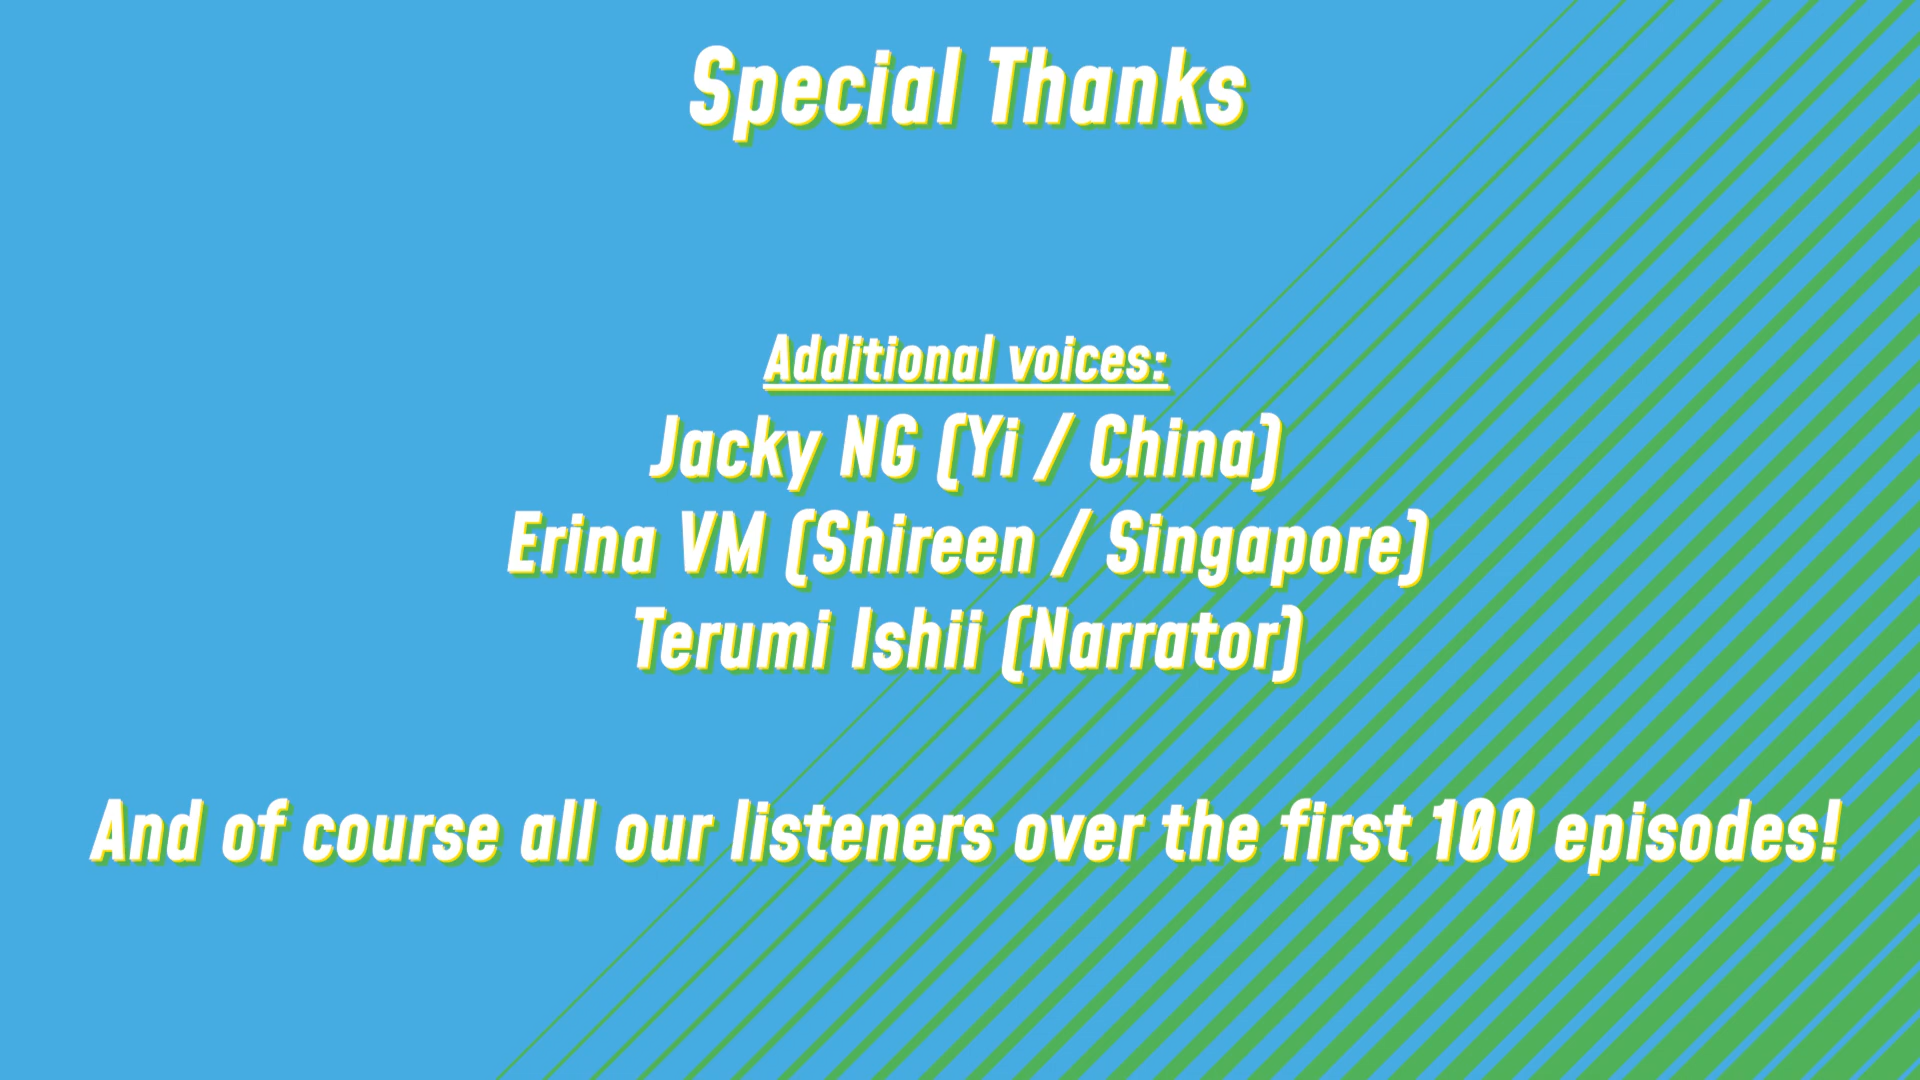 Special Thanks
Additional voices:
Jacky NG (Yi / China)
Erina VM (Shireen / Singapore)
Terumi Ishii (Narrator)
And of course all our listeners over the first 100 episodes!